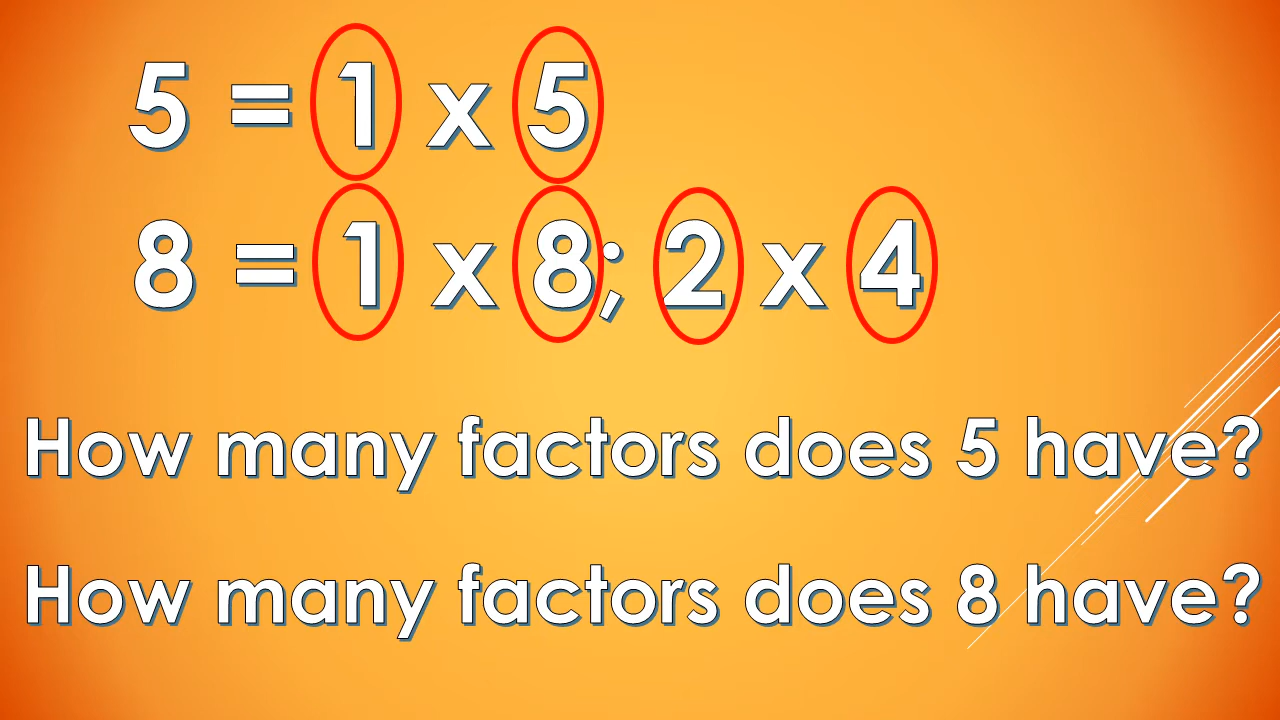 5 = 1 x 5
8 = 1 x 8; 2 x 4
How many factors does 5 have?
How many factors does 8 have?